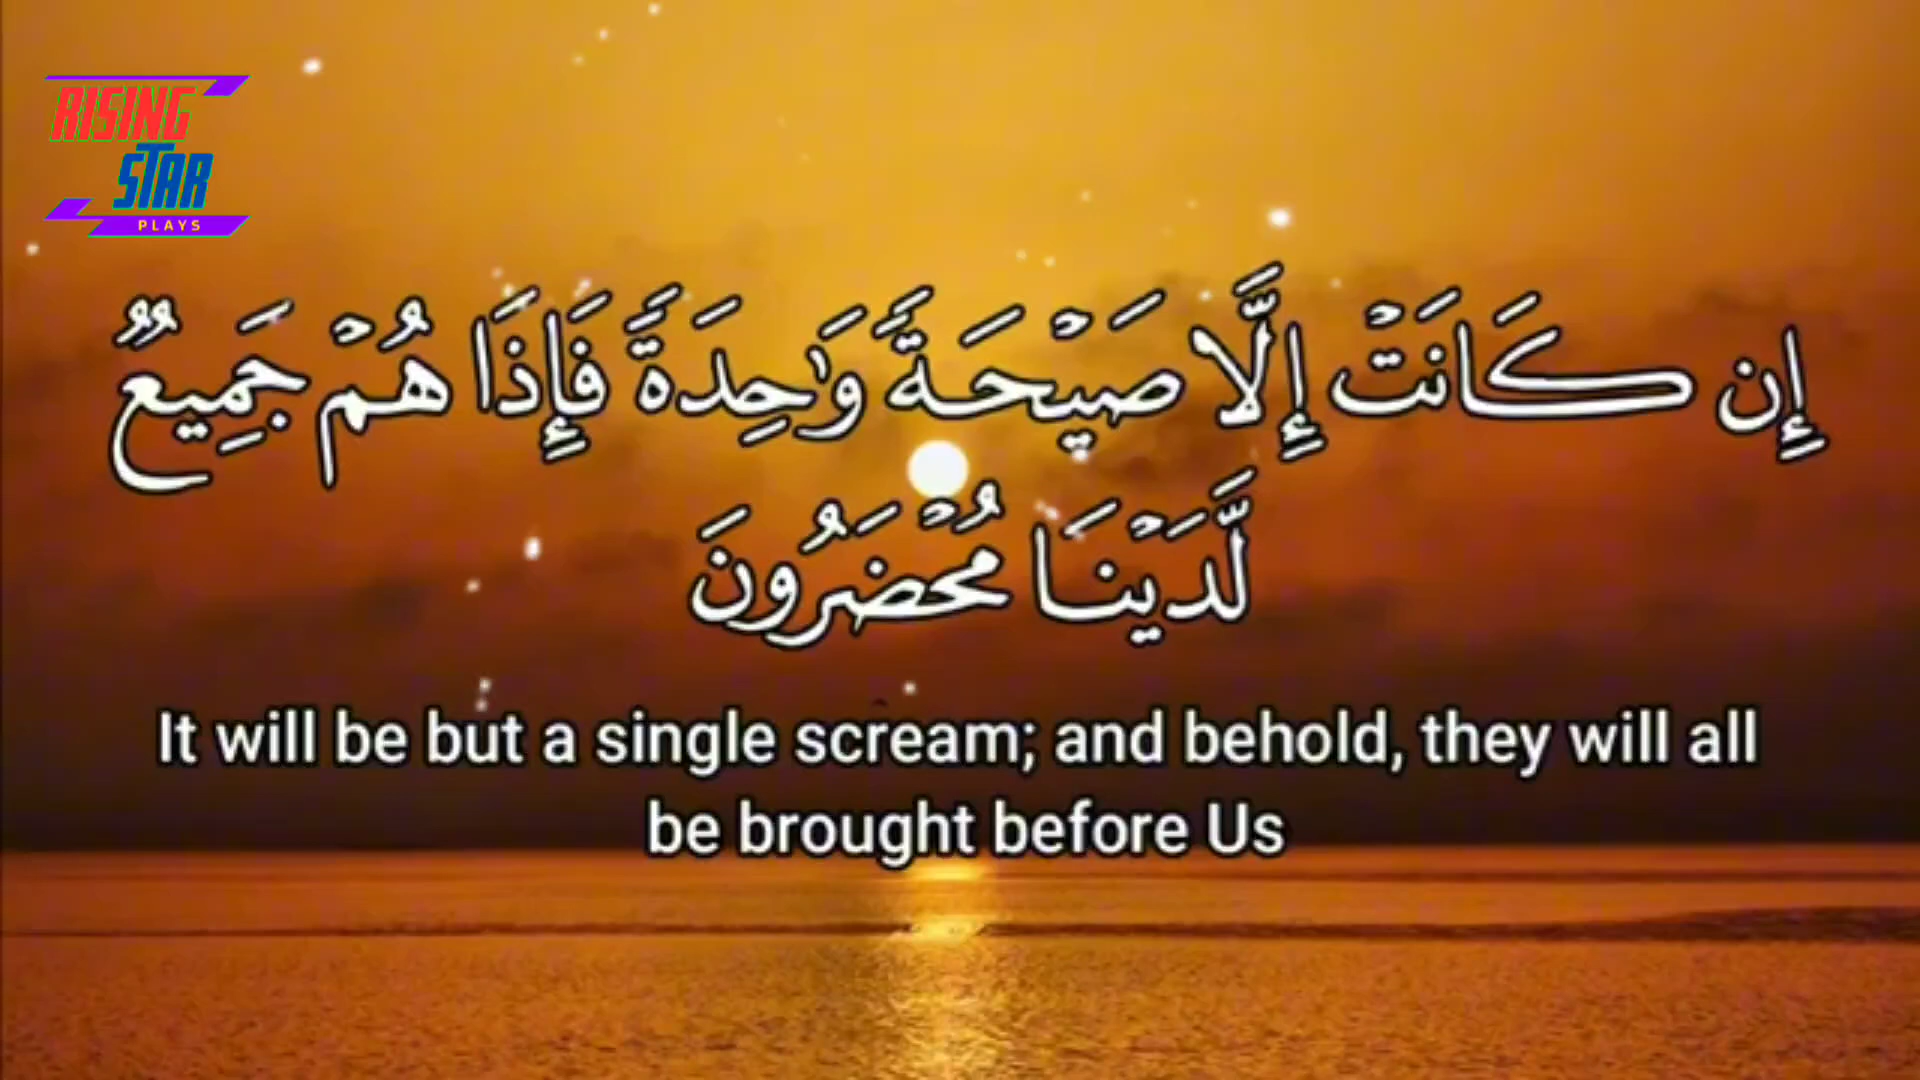 RISING
STAR
PLAYS
إِن كَانَتْ إِلَّا صَيْحَةً وَٰحِدَةً فَإِذَا هُمْ جَمِيعٌ
لَّدَيْنَا مُحْضَرُونَ
It will be but a single scream; and behold, they will all
be brought before Us